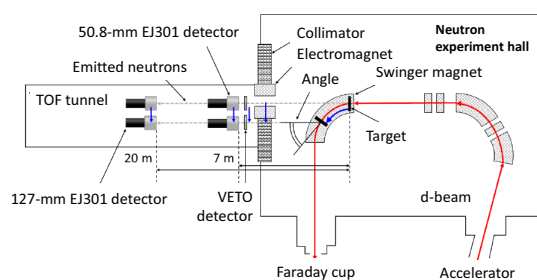 50.8-mm EJ301 detector
Collimator
Electromagnet
Neutron
experiment hall
Emitted neutrons
Angle
Swinger magnet
TOF tunnel
Target
20 m
7 m
127-mm EJ301 detector
VETO
detector
d-beam
Faraday cup
Accelerator